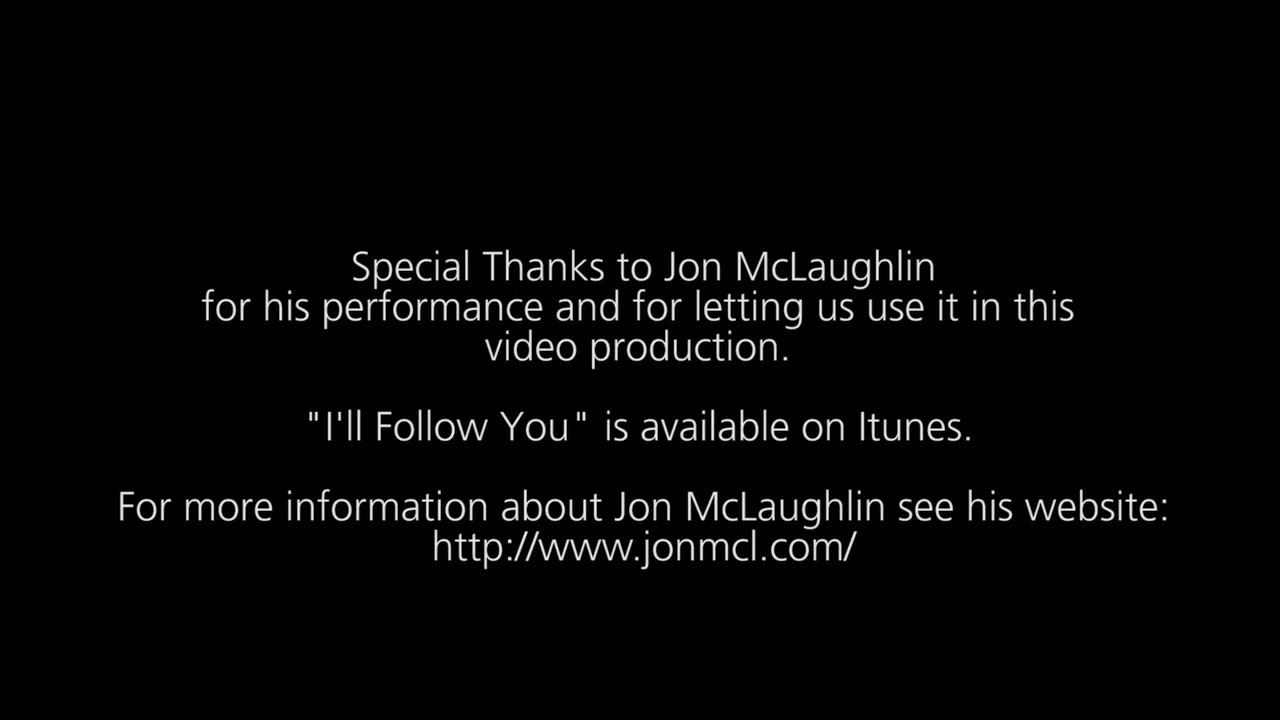 Special Thanks to Jon McLaughlin
for his performance and for letting us use it in this
video production.
"I'll Follow You" is available on Itunes.
For more information about Jon McLaughlin see his website:
http://www.jonmcl.com/